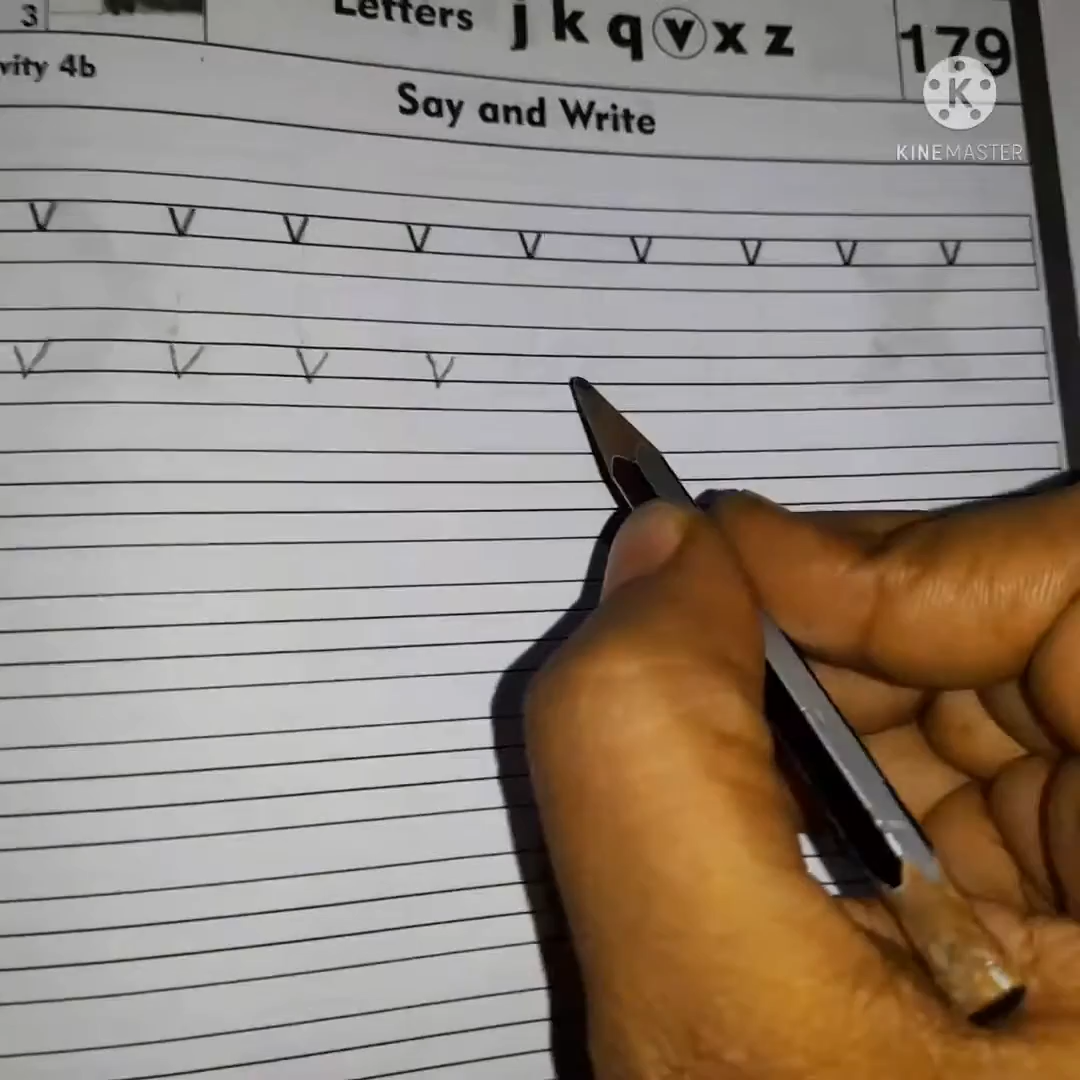 3 Letters j k q v x z 179
vity 4b
Say and Write
K
KINEMASTER
v v v v v v v v v
v v v v